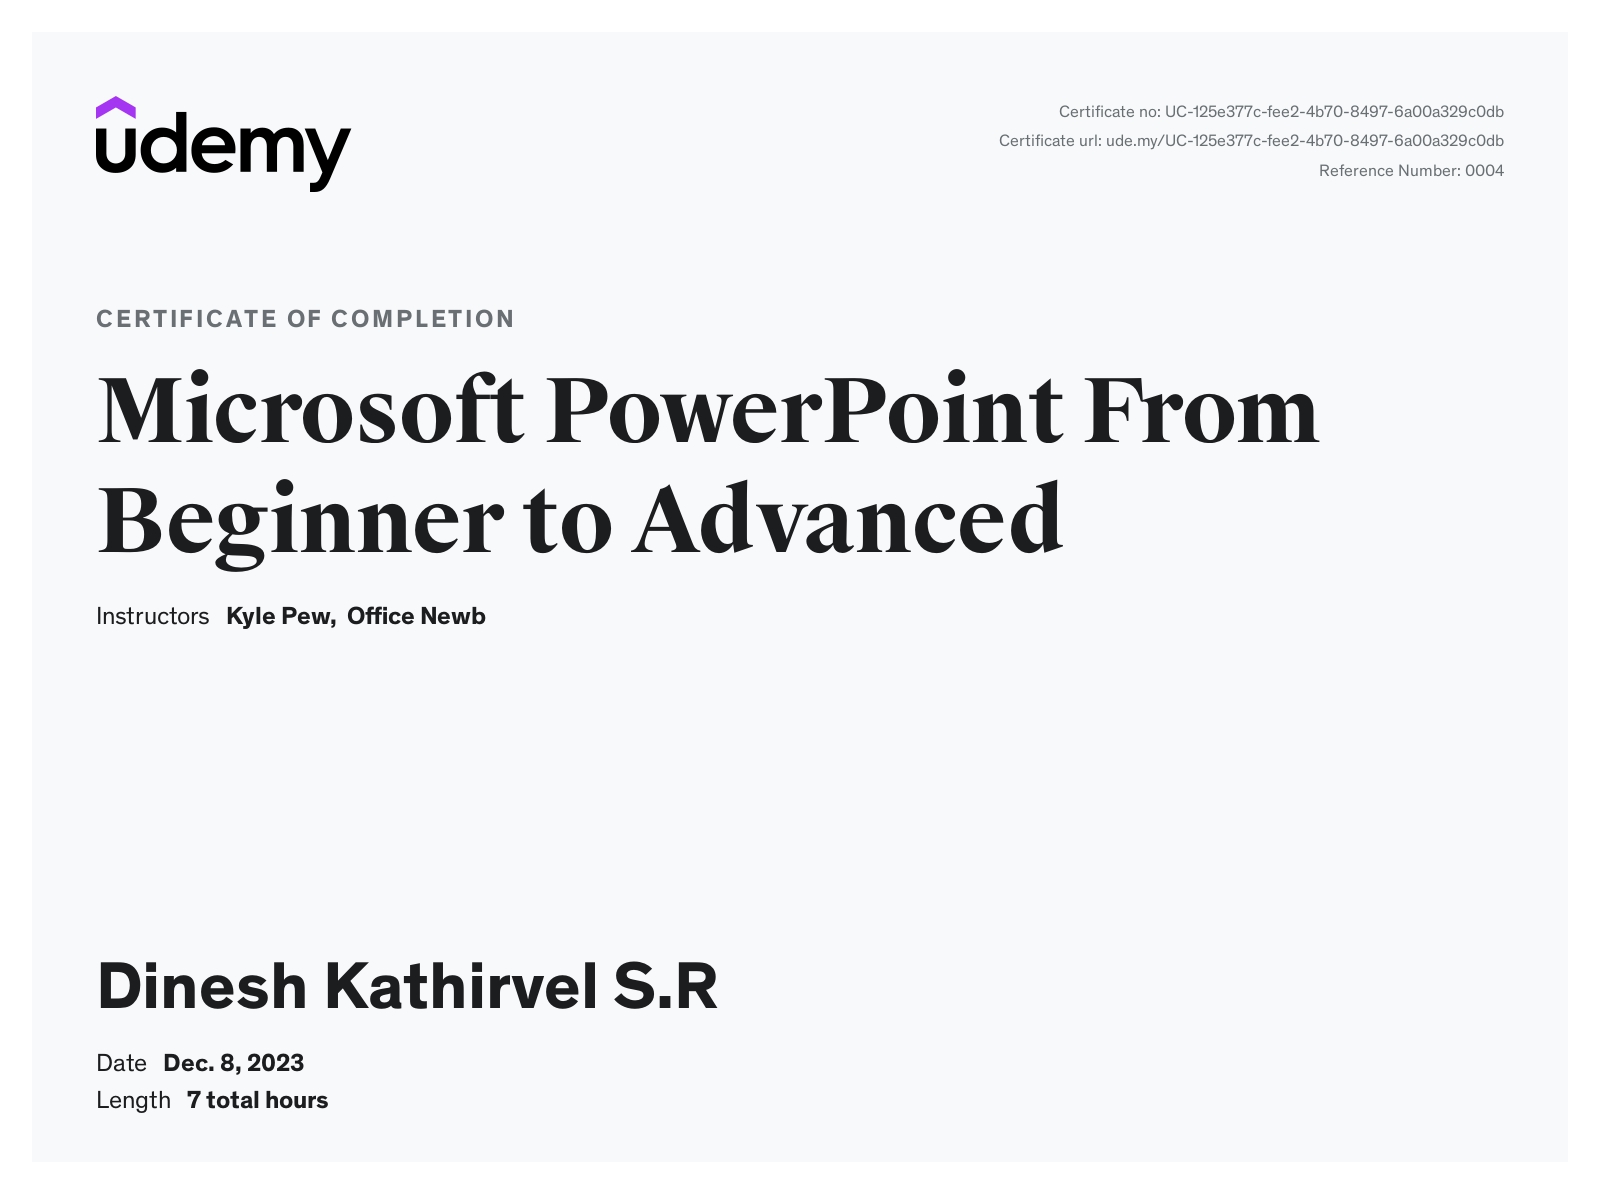 udemy
Certificate no: UC-125e377c-fee2-4b70-8497-6a00a329c0db
Certificate url: ude.my/UC-125e377c-fee2-4b70-8497-6a00a329c0db
Reference Number: 0004
CERTIFICATE OF COMPLETION
Microsoft PowerPoint From
Beginner to Advanced
Instructors Kyle Pew, Office Newb
Dinesh Kathirvel S.R
Date Dec. 8, 2023
Length 7 total hours